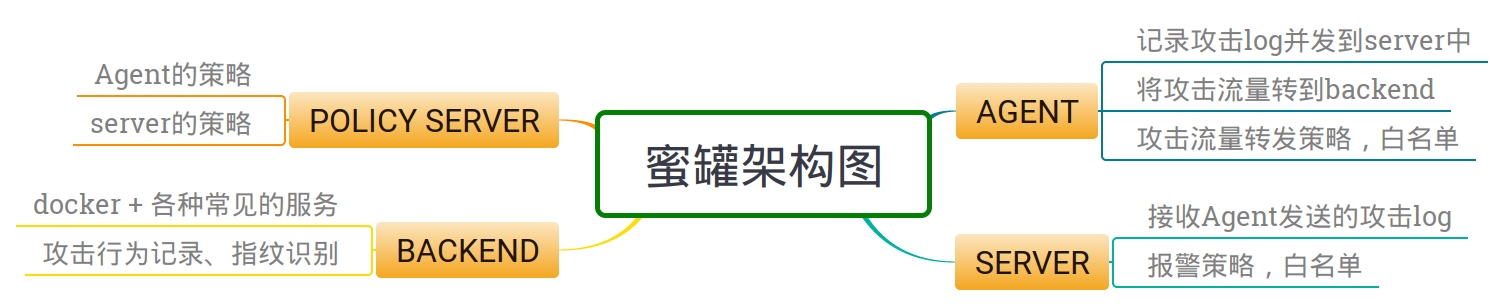 蜜罐架构图
POLICY SERVER
Agent的策略
server的策略
BACKEND
docker + 各种常见的服务
攻击行为记录、指纹识别
AGENT
记录攻击log并发到server中
将攻击流量转到backend
攻击流量转发策略，白名单
SERVER
接收Agent发送的攻击log
报警策略，白名单